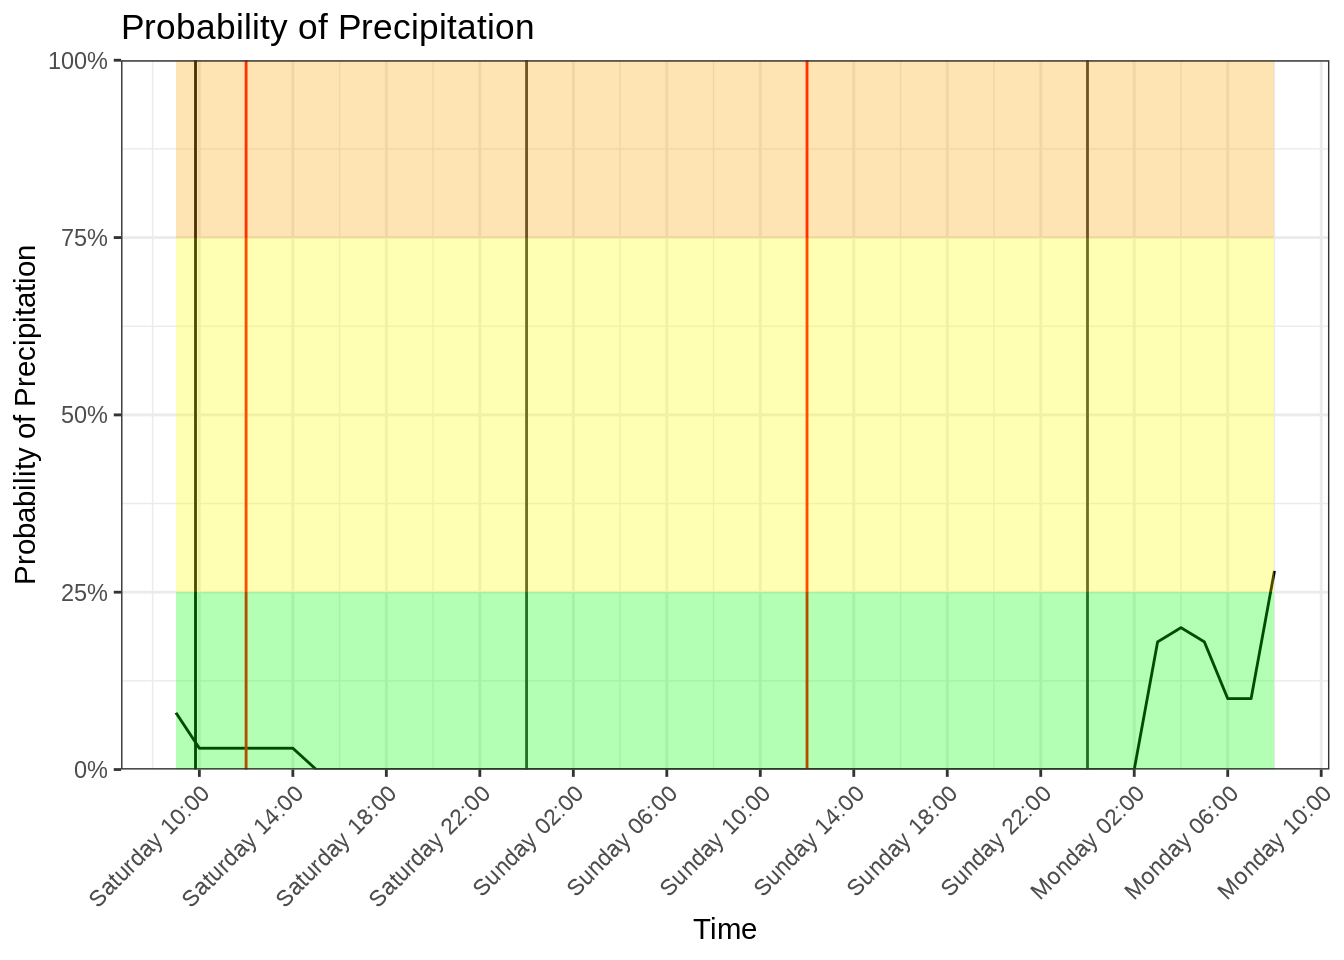 Probability of Precipitation
100%
75%
50%
25%
0%
Probability of Precipitation
Saturday 10:00
Saturday 14:00
Saturday 18:00
Saturday 22:00
Sunday 02:00
Sunday 06:00
Sunday 10:00
Sunday 14:00
Sunday 18:00
Sunday 22:00
Monday 02:00
Monday 06:00
Monday 10:00
Time